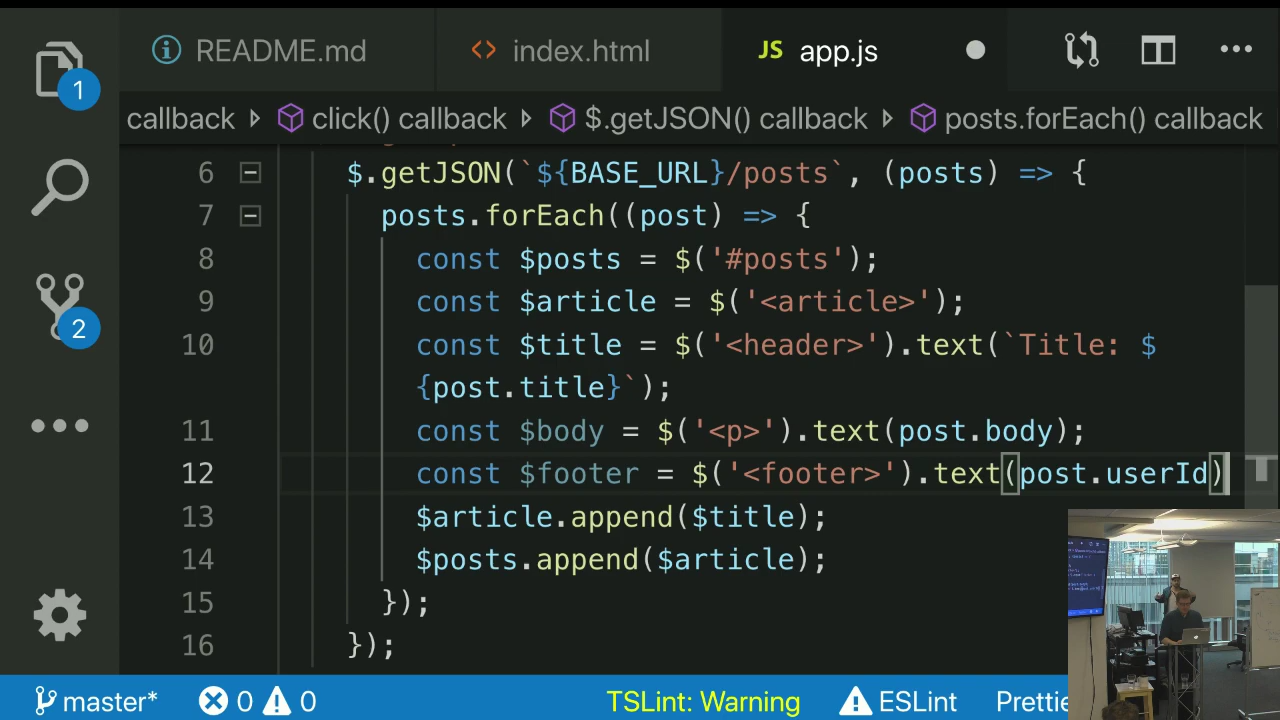 README.md
index.html
JS app.js
callback click() callback $.getJSON() callback posts.forEach() callback
1
2
6 $.getJSON(`${BASE_URL}/posts`, (posts) => {
7 posts.forEach((post) => {
8 const $posts = $('#posts');
9 const $article = $('<article>');
10 const $title = $('<header>').text(`Title: $
{post.title}`);
11 const $body = $('<p>').text(post.body);
12 const $footer = $('<footer>').text(post.userId)
13 $article.append($title);
14 $posts.append($article);
15 });
16 });
master* 0 0 TSLint: Warning ESLint Prettie